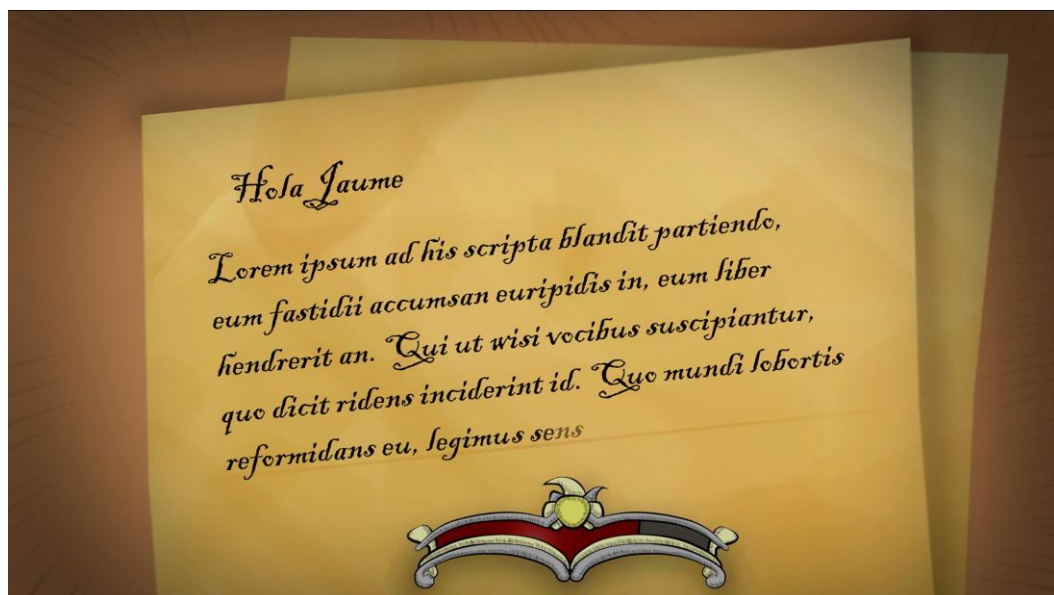 Hola Jaume
Lorem ipsum ad his scripta blandit partiendo,
eum fastidii accumsan euripidis in, eum liber
hendrerit an. Qui ut wisi vocibus suscipiantur,
quo dicit ridens inciderint id. Quo mundi lobortis
reformidans eu, legimus sens